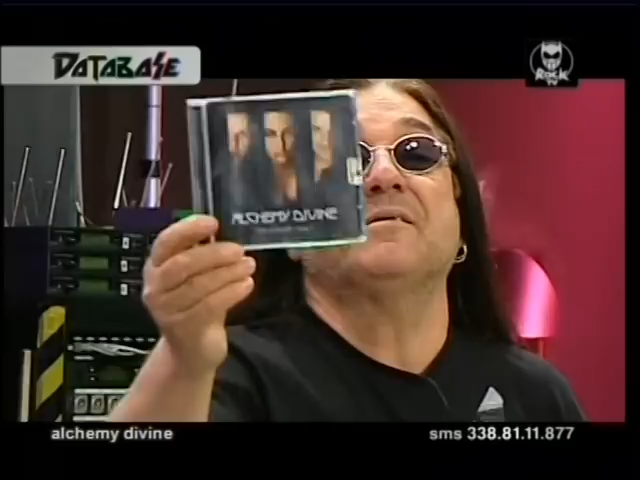 DATABASE
ROCK
TV
ALCHEMY DIVINE
alchemy divine
sms 338.81.11.877